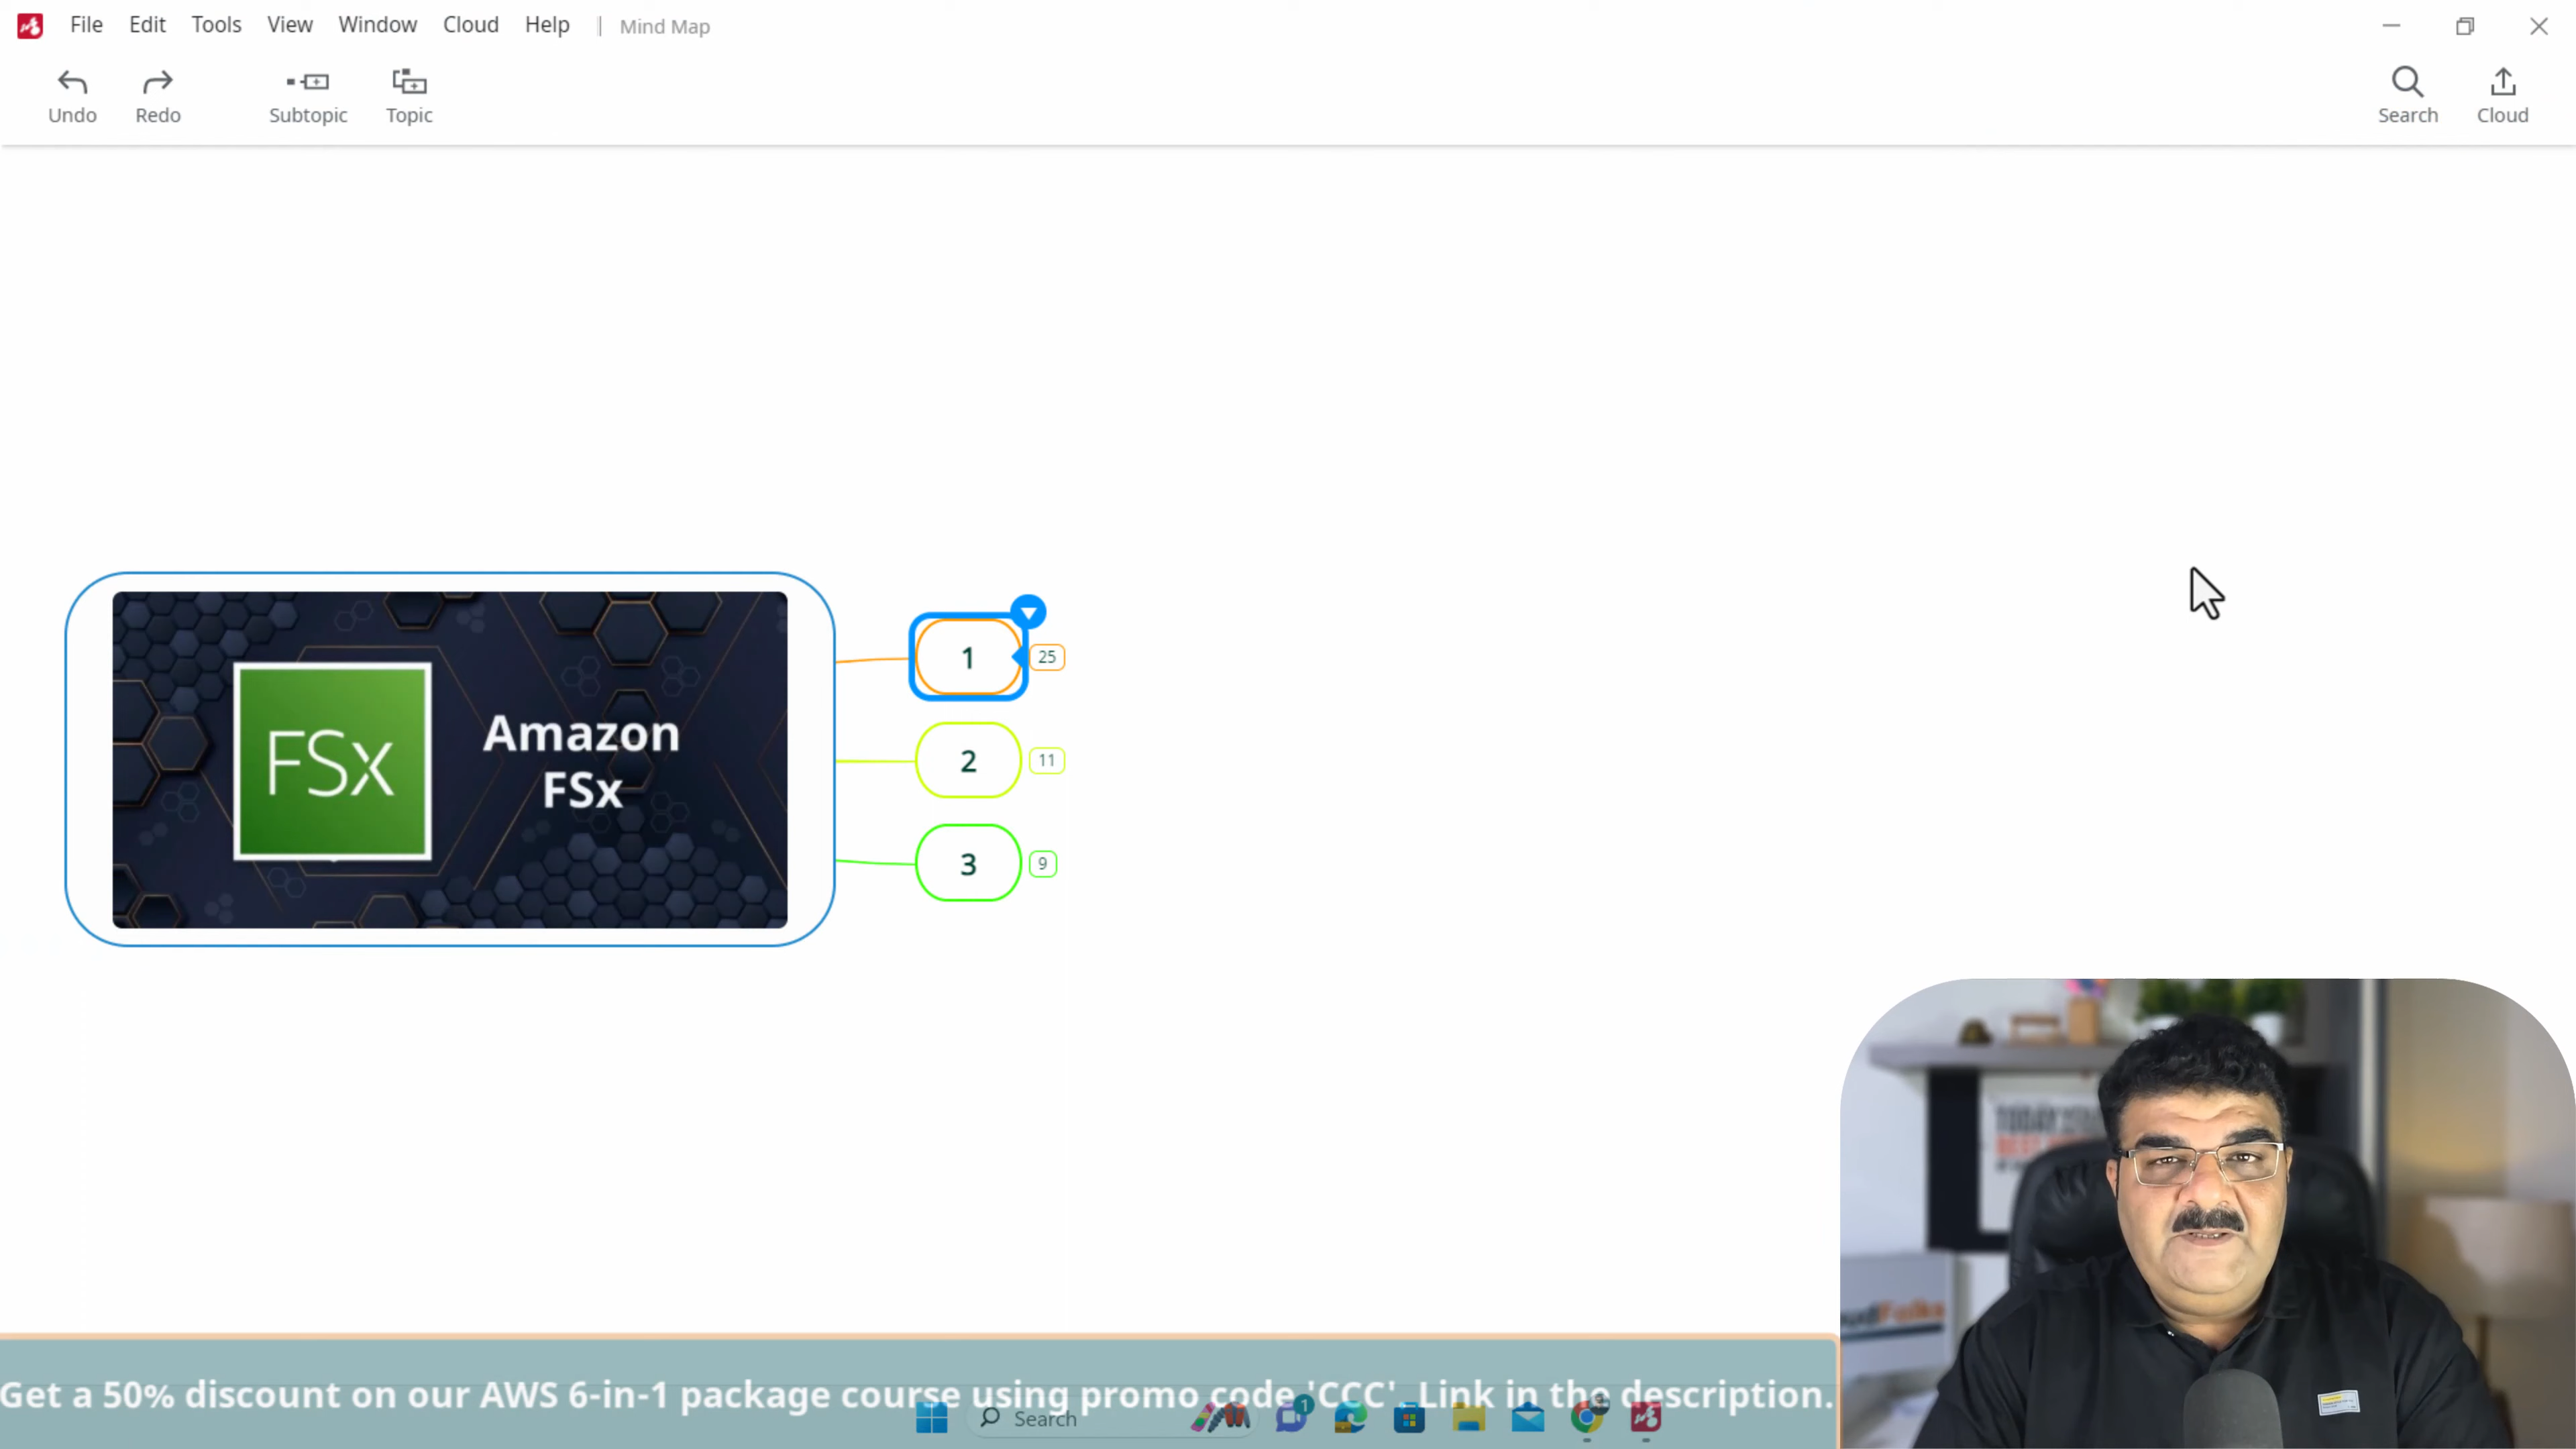 File Edit Tools View Window Cloud Help | Mind Map
Undo Redo Subtopic Topic Search Cloud
FSx
Amazon
FSx
1 25
2 11
3 9
Get a 50% discount on our AWS 6-in-1 package course using promo code 'CCC'. Link in the description.
Search
1